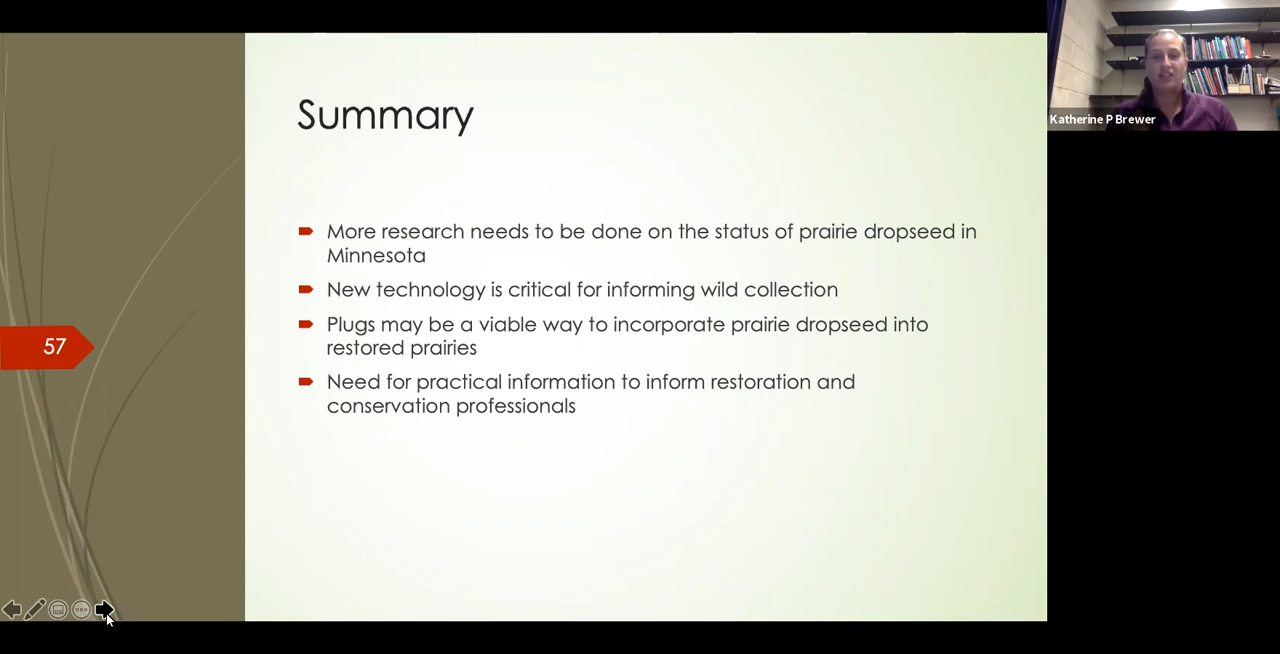 Summary
More research needs to be done on the status of prairie dropseed in
Minnesota
New technology is critical for informing wild collection
Plugs may be a viable way to incorporate prairie dropseed into
restored prairies
Need for practical information to inform restoration and
conservation professionals
57
Katherine P Brewer